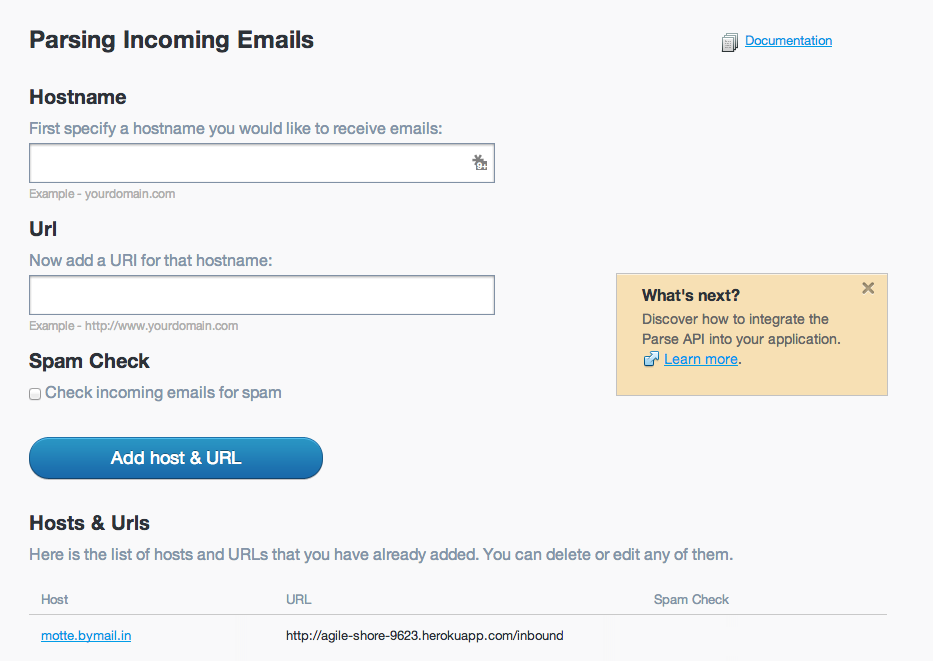 Parsing Incoming Emails
Documentation
Hostname
First specify a hostname you would like to receive emails:
Example - yourdomain.com
Url
Now add a URI for that hostname:
Example - http://www.yourdomain.com
What's next?
Discover how to integrate the
Parse API into your application.
Learn more.
Spam Check
Check incoming emails for spam
Add host & URL
Hosts & Urls
Here is the list of hosts and URLs that you have already added. You can delete or edit any of them.
Host URL Spam Check
motte.bymail.in http://agile-shore-9623.herokuapp.com/inbound